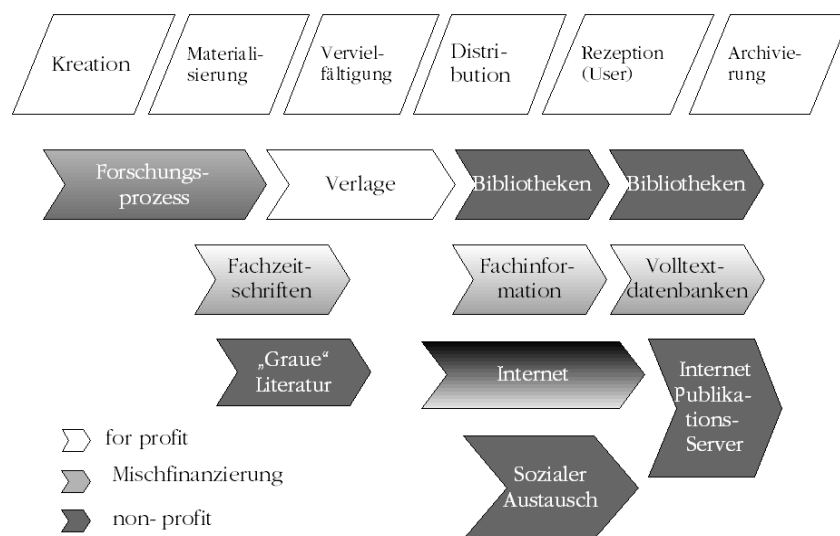 Kreation
Materiali-
sierung
Verviel-
fältigung
Distri-
bution
Rezeption
(User)
Archivie-
rung
Forschungs-
prozess
Verlage
Bibliotheken
Bibliotheken
Fachzeit-
schriften
Fachinfor-
mation
Volltext-
datenbanken
„Graue“
Literatur
Internet
Internet
Publika-
tions-
Server
Sozialer
Austausch
for profit
Mischfinanzierung
non- profit